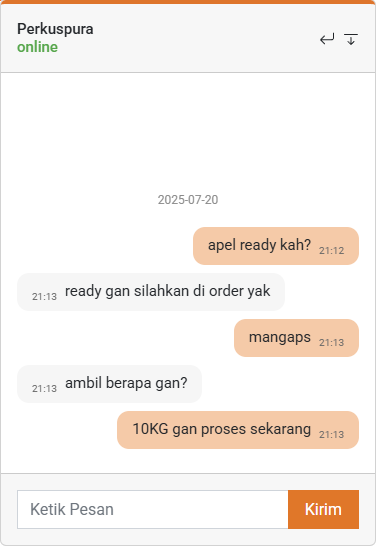 Perkuspura
online
2025-07-20
apel ready kah? 21:12
21:13 ready gan silahkan di order yak
mangaps 21:13
21:13 ambil berapa gan?
10KG gan proses sekarang 21:13
Ketik Pesan Kirim